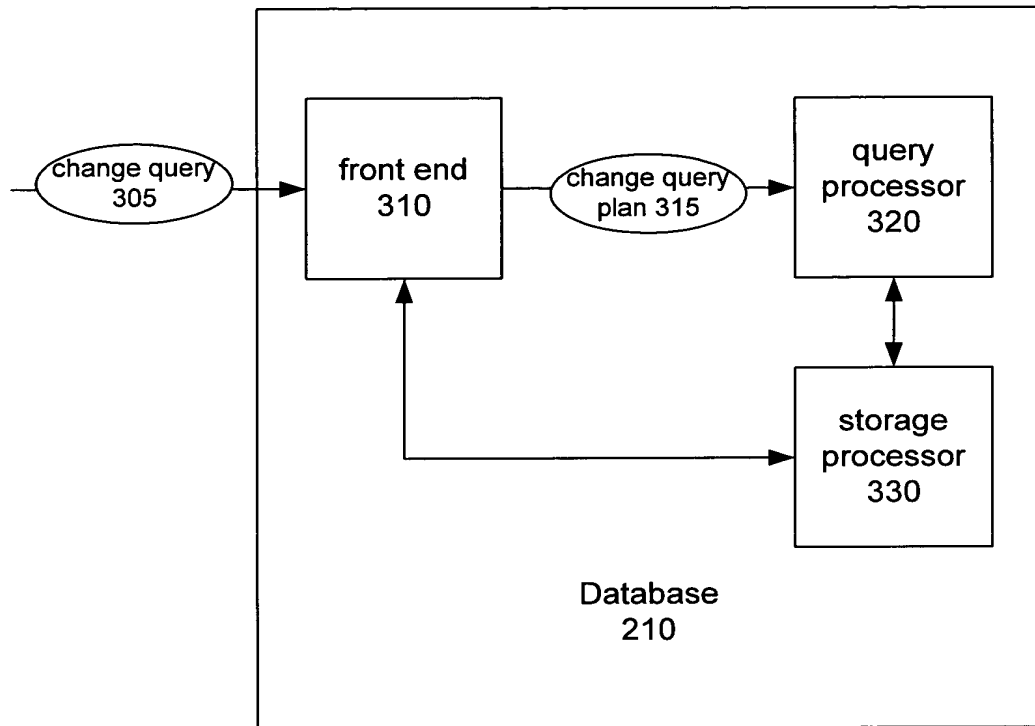 change query
305
front end
310
change query
plan 315
query
processor
320
storage
processor
330
Database
210